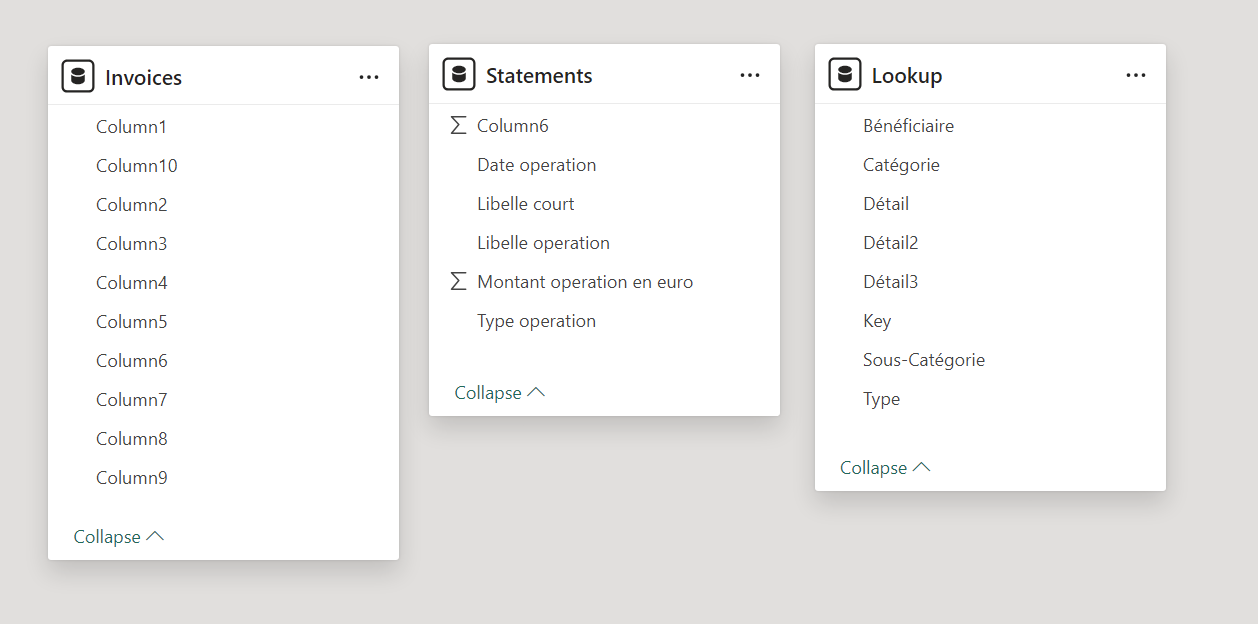 Invoices
Column1
Column10
Column2
Column3
Column4
Column5
Column6
Column7
Column8
Column9
Collapse
Statements
Column6
Date operation
Libelle court
Libelle operation
Montant operation en euro
Type operation
Collapse
Lookup
Bénéficiaire
Catégorie
Détail
Détail2
Détail3
Key
Sous-Catégorie
Type
Collapse